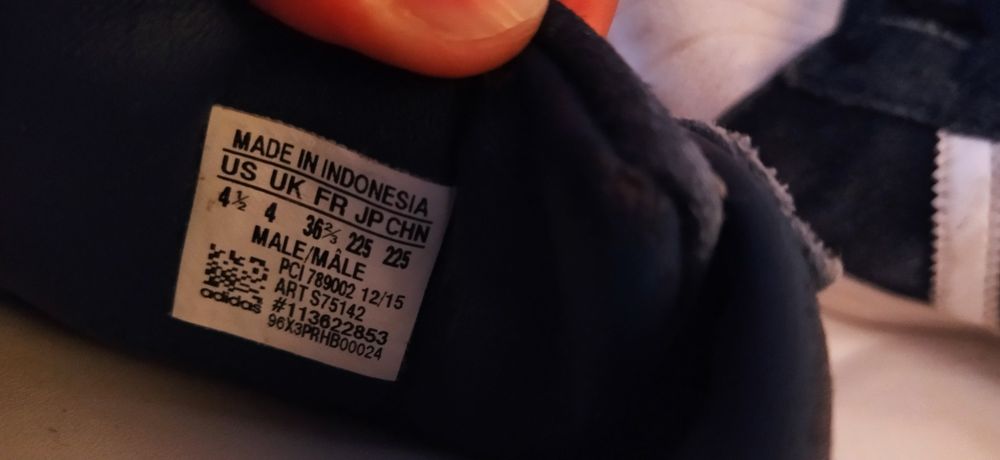 MADE IN INDONESIA
US UK FR JP CHN
4½ 4 36⅔ 225 225
MALE/MÂLE
PCI 789002 12/15
ART S75142
#113622853
96X3PRHB00024
adidas